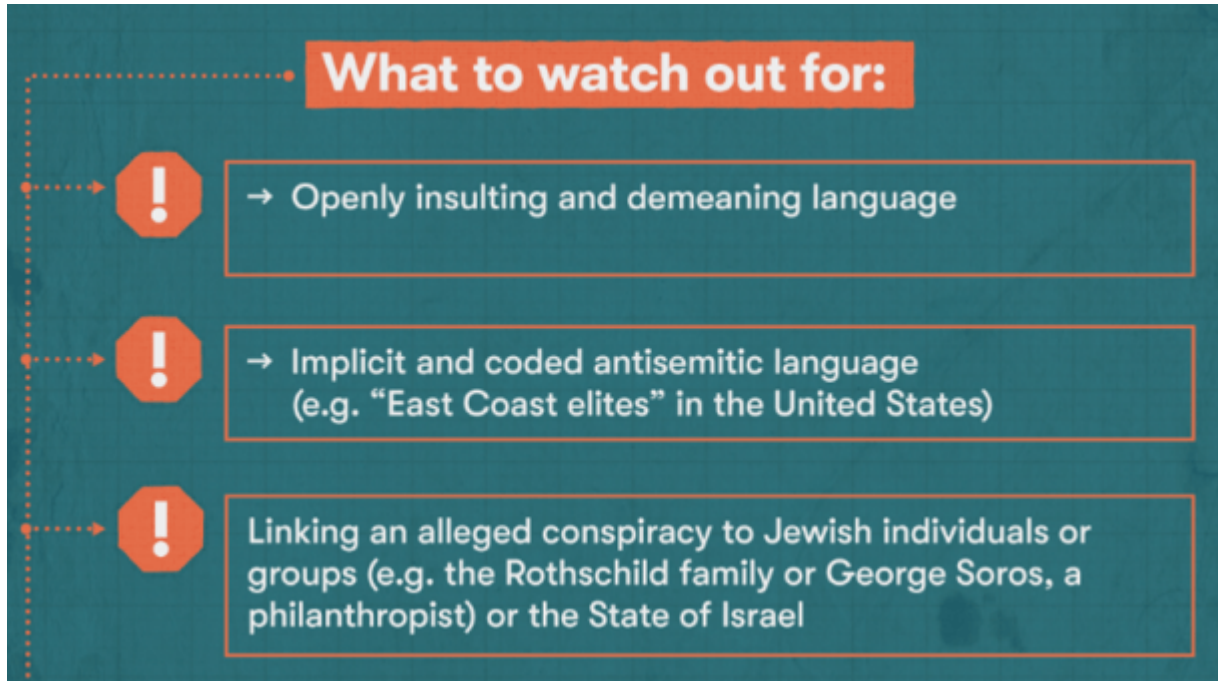 What to watch out for:
→ Openly insulting and demeaning language
→ Implicit and coded antisemitic language
(e.g. “East Coast elites” in the United States)
Linking an alleged conspiracy to Jewish individuals or
groups (e.g. the Rothschild family or George Soros, a
philanthropist) or the State of Israel